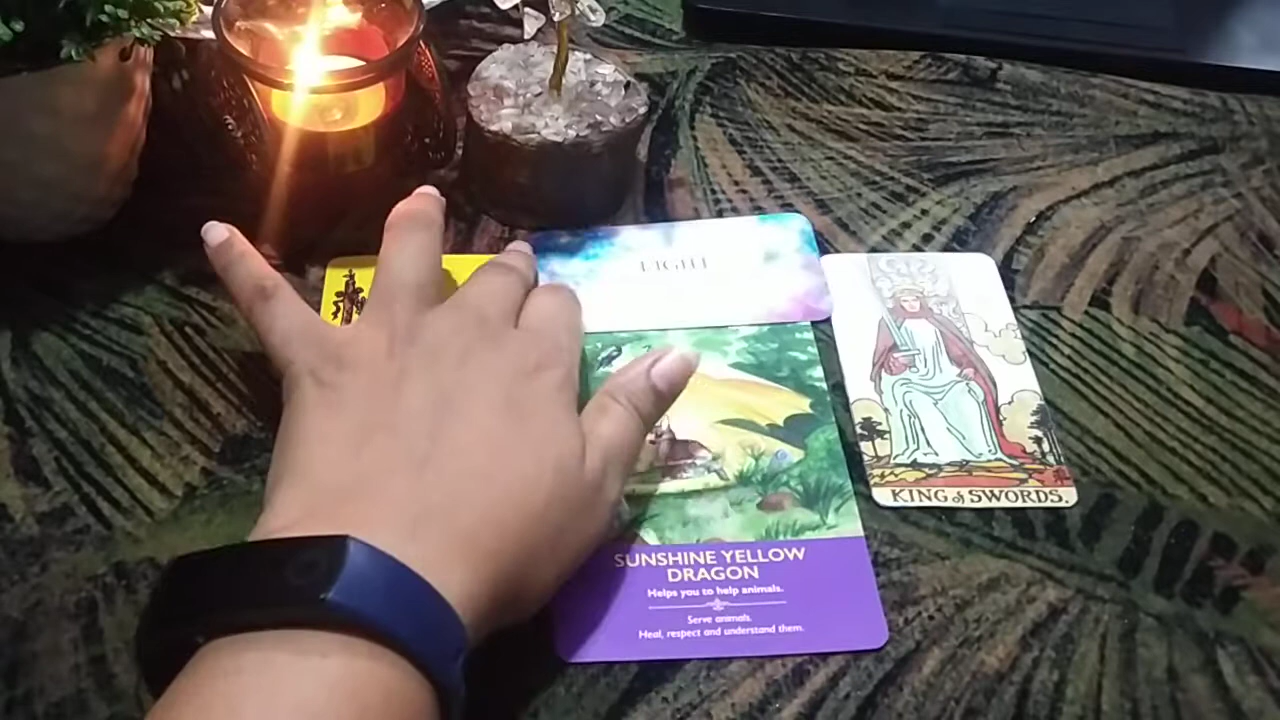 LIGHT
KING of SWORDS.
SUNSHINE YELLOW
DRAGON
Helps you to help animals.
Serve animals.
Heal, respect and understand them.